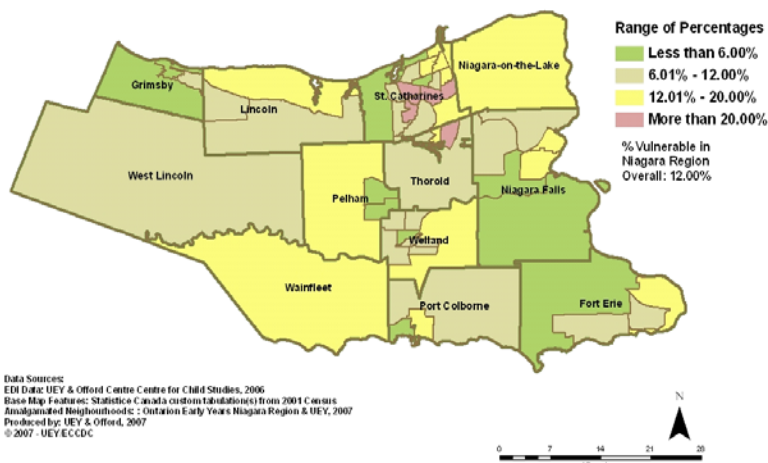 Range of Percentages
Less than 6.00%
6.01% - 12.00%
12.01% - 20.00%
More than 20.00%
% Vulnerable in
Niagara Region
Overall: 12.00%
Niagara-on-the-Lake
Grimsby
St. Catharines
Lincoln
West Lincoln
Thorold
Pelham
Niagara Falls
Welland
Wainfleet
Port Colborne
Fort Erie
Data Sources:
EDI Data: UEY & Offord Centre Centre for Child Studies, 2006
Base Map Features: Statistice Canada custom tabulation(s) from 2001 Census
Amalgamated Neighourhoods: : Ontarion Early Years Niagara Region & UEY, 2007
Produced by: UEY & Offord, 2007
© 2007 - UEY/ECCDC
N
0 7 14 21 28